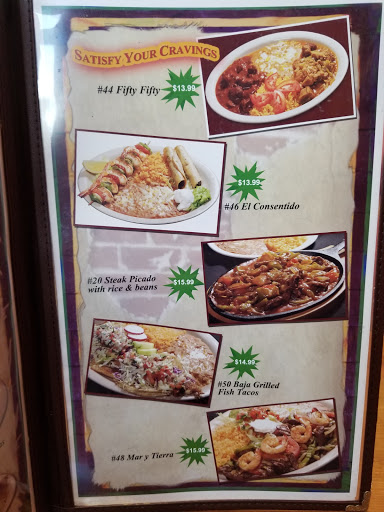 SATISFY YOUR CRAVINGS
#44 Fifty Fifty
$13.99
$13.99
#46 El Consentido
#20 Steak Picado
with rice & beans
$15.99
$14.99
#50 Baja Grilled
Fish Tacos
#48 Mar y Tierra
$15.99